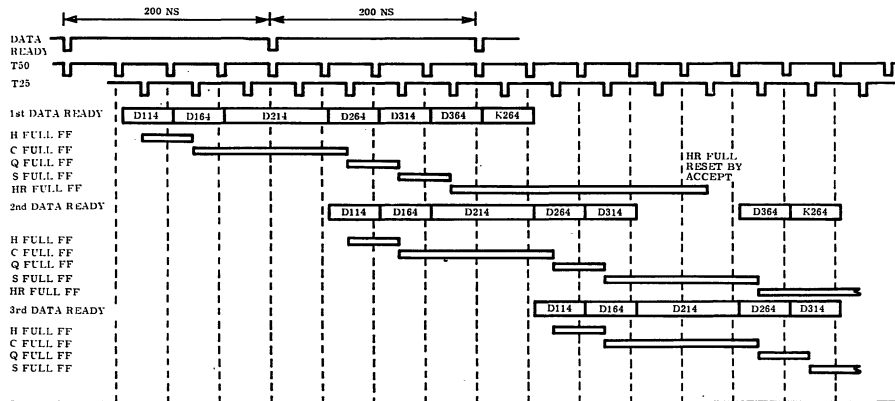 200 NS 200 NS
DATA
READY
T50
T25
1st DATA READY D114 D164 D214 D264 D314 D364 K264
H FULL FF
C FULL FF
Q FULL FF
S FULL FF
HR FULL FF
HR FULL
RESET BY
ACCEPT
2nd DATA READY D114 D164 D214 D264 D314 D364 K264
H FULL FF
C FULL FF
Q FULL FF
S FULL FF
HR FULL FF
3rd DATA READY D114 D164 D214 D264 D314
H FULL FF
C FULL FF
Q FULL FF
S FULL FF